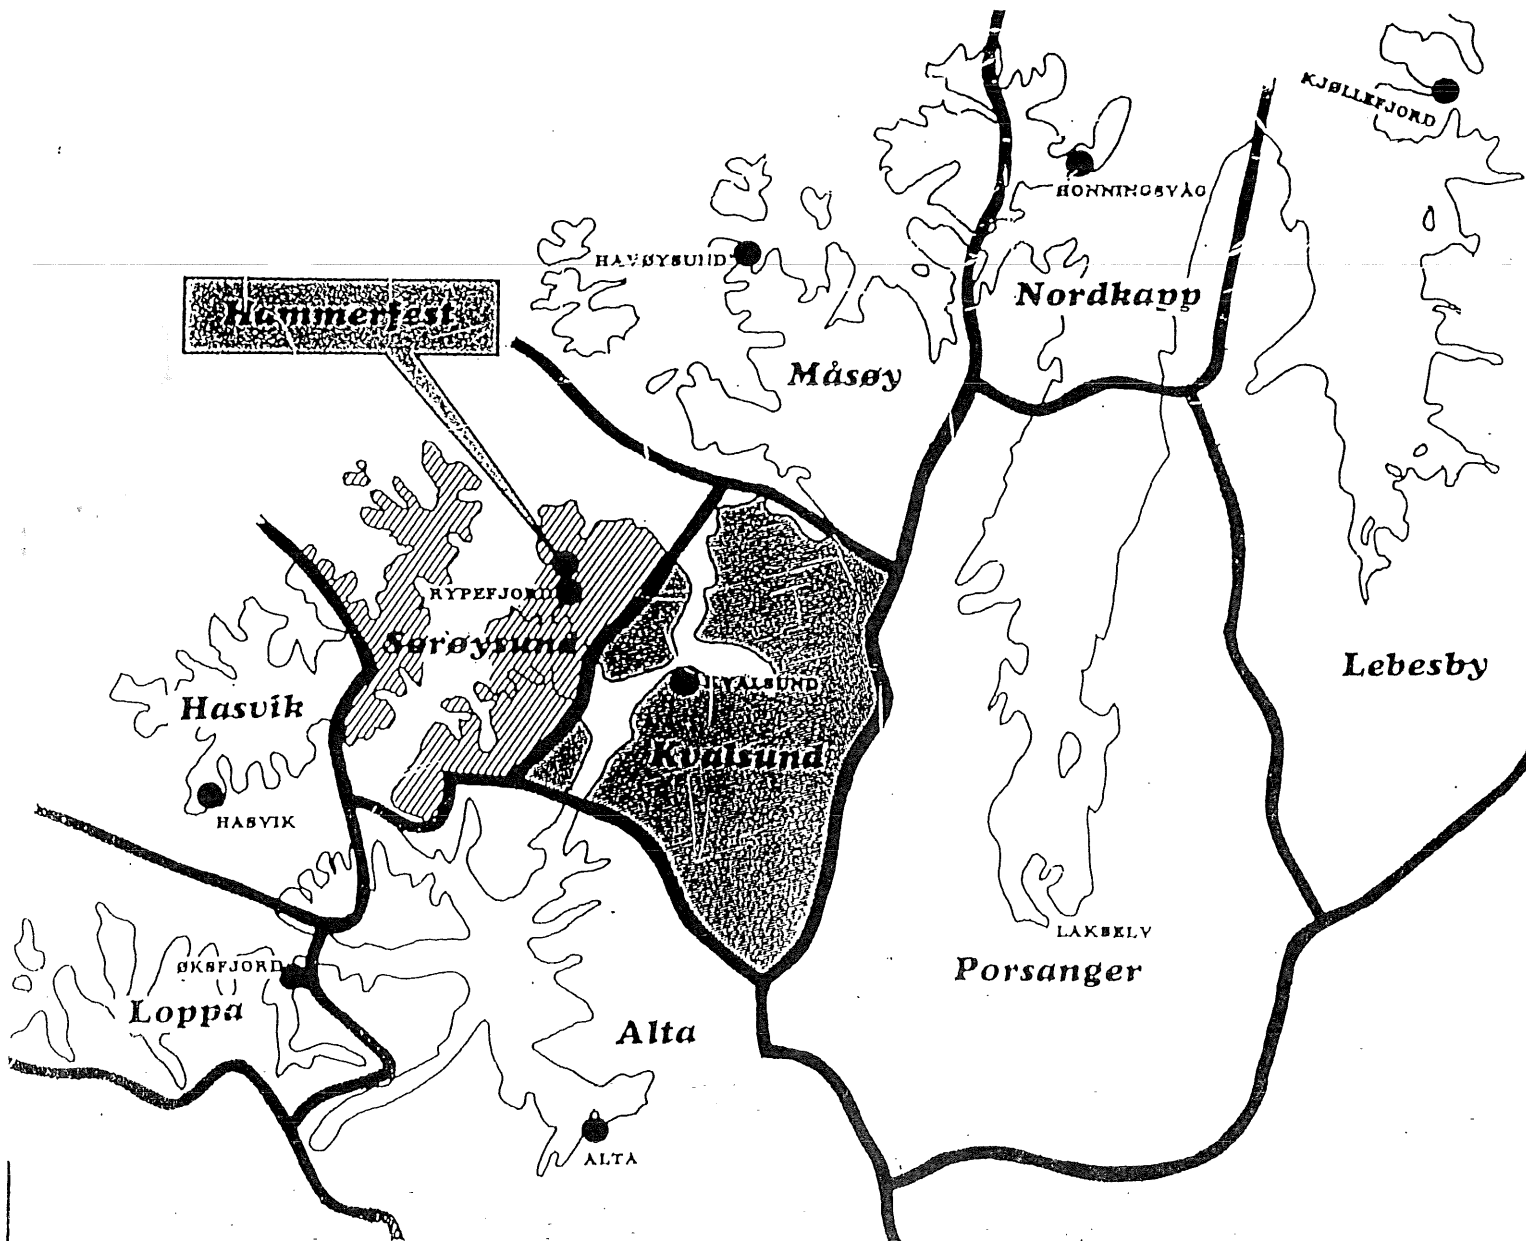 KJØLLEFJORD
HONNINGSVÅG
HAVØYSUND
Nordkapp
Hammerfest
Måsøy
RYPEFJORD
Sørøysund
Lebesby
KVALSUND
Hasvik
Kvalsund
HASVIK
LAKSELV
ØKSFJORD
Porsanger
Loppa
Alta
ALTA